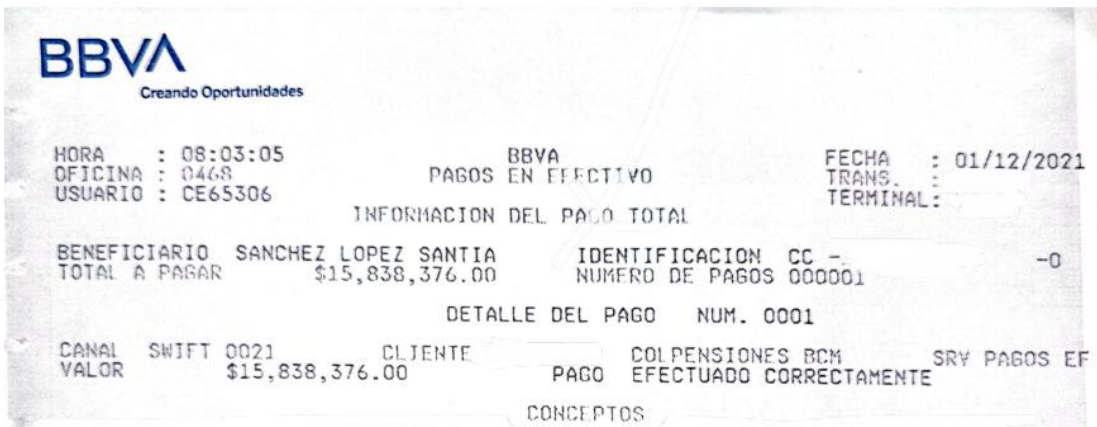 BBVA
Creando Oportunidades
HORA : 08:03:05 BBVA FECHA : 01/12/2021
OFICINA : 0468 PAGOS EN EFECTIVO TRANS. :
USUARIO : CE65306 TERMINAL:
INFORMACION DEL PAGO TOTAL
BENEFICIARIO SANCHEZ LOPEZ SANTIA IDENTIFICACION CC - -0
TOTAL A PAGAR $15,838,376.00 NUMERO DE PAGOS 000001
DETALLE DEL PAGO NUM. 0001
CANAL SWIFT 0021 CLIENTE COLPENSIONES BCM SRV PAGOS EF
VALOR $15,838,376.00 PAGO EFECTUADO CORRECTAMENTE
CONCEPTOS